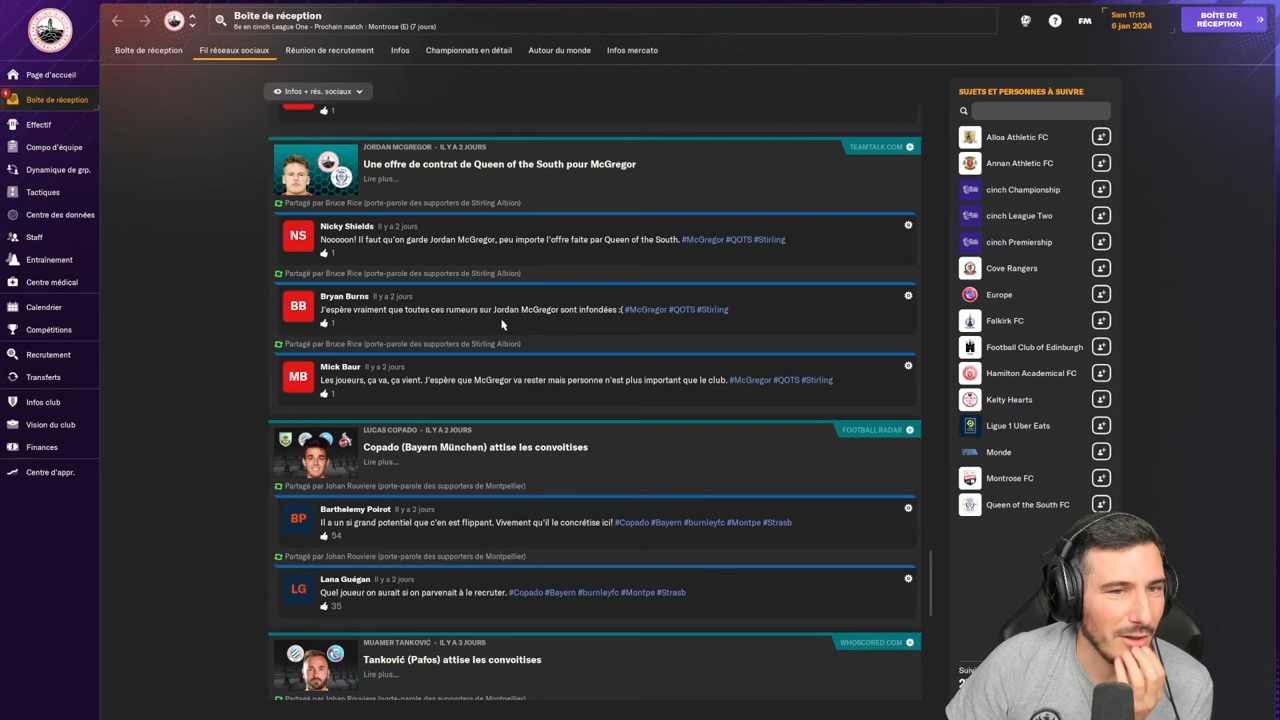 Boîte de réception
6e en cinch League One - Prochain match : Montrose (E) (7 jours)
FM
Sam 17:15
6 jan 2024
BOÎTE DE RÉCEPTION
Boîte de réception
Fil réseaux sociaux
Réunion de recrutement
Infos
Championnats en détail
Autour du monde
Infos mercato
Page d'accueil
4
Boîte de réception
Effectif
Compo d'équipe
Dynamique de grp.
Tactiques
Centre des données
Staff
Entraînement
Centre médical
Calendrier
Compétitions
Recrutement
Transferts
Infos club
Vision du club
Finances
Centre d'appr.
Infos + rés. sociaux
1
JORDAN MCGREGOR - IL Y A 2 JOURS
TEAMTALK.COM
Une offre de contrat de Queen of the South pour McGregor
Lire plus...
Partagé par Bruce Rice (porte-parole des supporters de Stirling Albion)
NS
Nicky Shields Il y a 2 jours
Nooooon! Il faut qu'on garde Jordan McGregor, peu importe l'offre faite par Queen of the South. #McGregor #QOTS #Stirling
1
Partagé par Bruce Rice (porte-parole des supporters de Stirling Albion)
BB
Bryan Burns Il y a 2 jours
J'espère vraiment que toutes ces rumeurs sur Jordan McGregor sont infondées :( #McGregor #QOTS #Stirling
1
Partagé par Bruce Rice (porte-parole des supporters de Stirling Albion)
MB
Mick Baur Il y a 2 jours
Les joueurs, ça va, ça vient. J'espère que McGregor va rester mais personne n'est plus important que le club. #McGregor #QOTS #Stirling
1
LUCAS COPADO - IL Y A 2 JOURS
FOOTBALL RADAR
Copado (Bayern München) attise les convoitises
Lire plus...
Partagé par Johan Rouviere (porte-parole des supporters de Montpellier)
BP
Barthelemy Poirot Il y a 2 jours
Il a un si grand potentiel que c'en est flippant. Vivement qu'il le concrétise ici! #Copado #Bayern #burnleyfc #Montpe #Strasb
54
Partagé par Johan Rouviere (porte-parole des supporters de Montpellier)
LG
Lana Guégan Il y a 2 jours
Quel joueur on aurait si on parvenait à le recruter. #Copado #Bayern #burnleyfc #Montpe #Strasb
35
MUAMER TANKOVIĆ - IL Y A 3 JOURS
WHOSCORED.COM
Tanković (Pafos) attise les convoitises
Lire plus...
Partagé par Johan Rouviere (porte-parole des supporters de Montpellier)
SUJETS ET PERSONNES À SUIVRE
Alloa Athletic FC
Annan Athletic FC
cinch Championship
cinch League Two
cinch Premiership
Cove Rangers
Europe
Falkirk FC
Football Club of Edinburgh
Hamilton Academical FC
Kelty Hearts
Ligue 1 Uber Eats
Monde
Montrose FC
Queen of the South FC